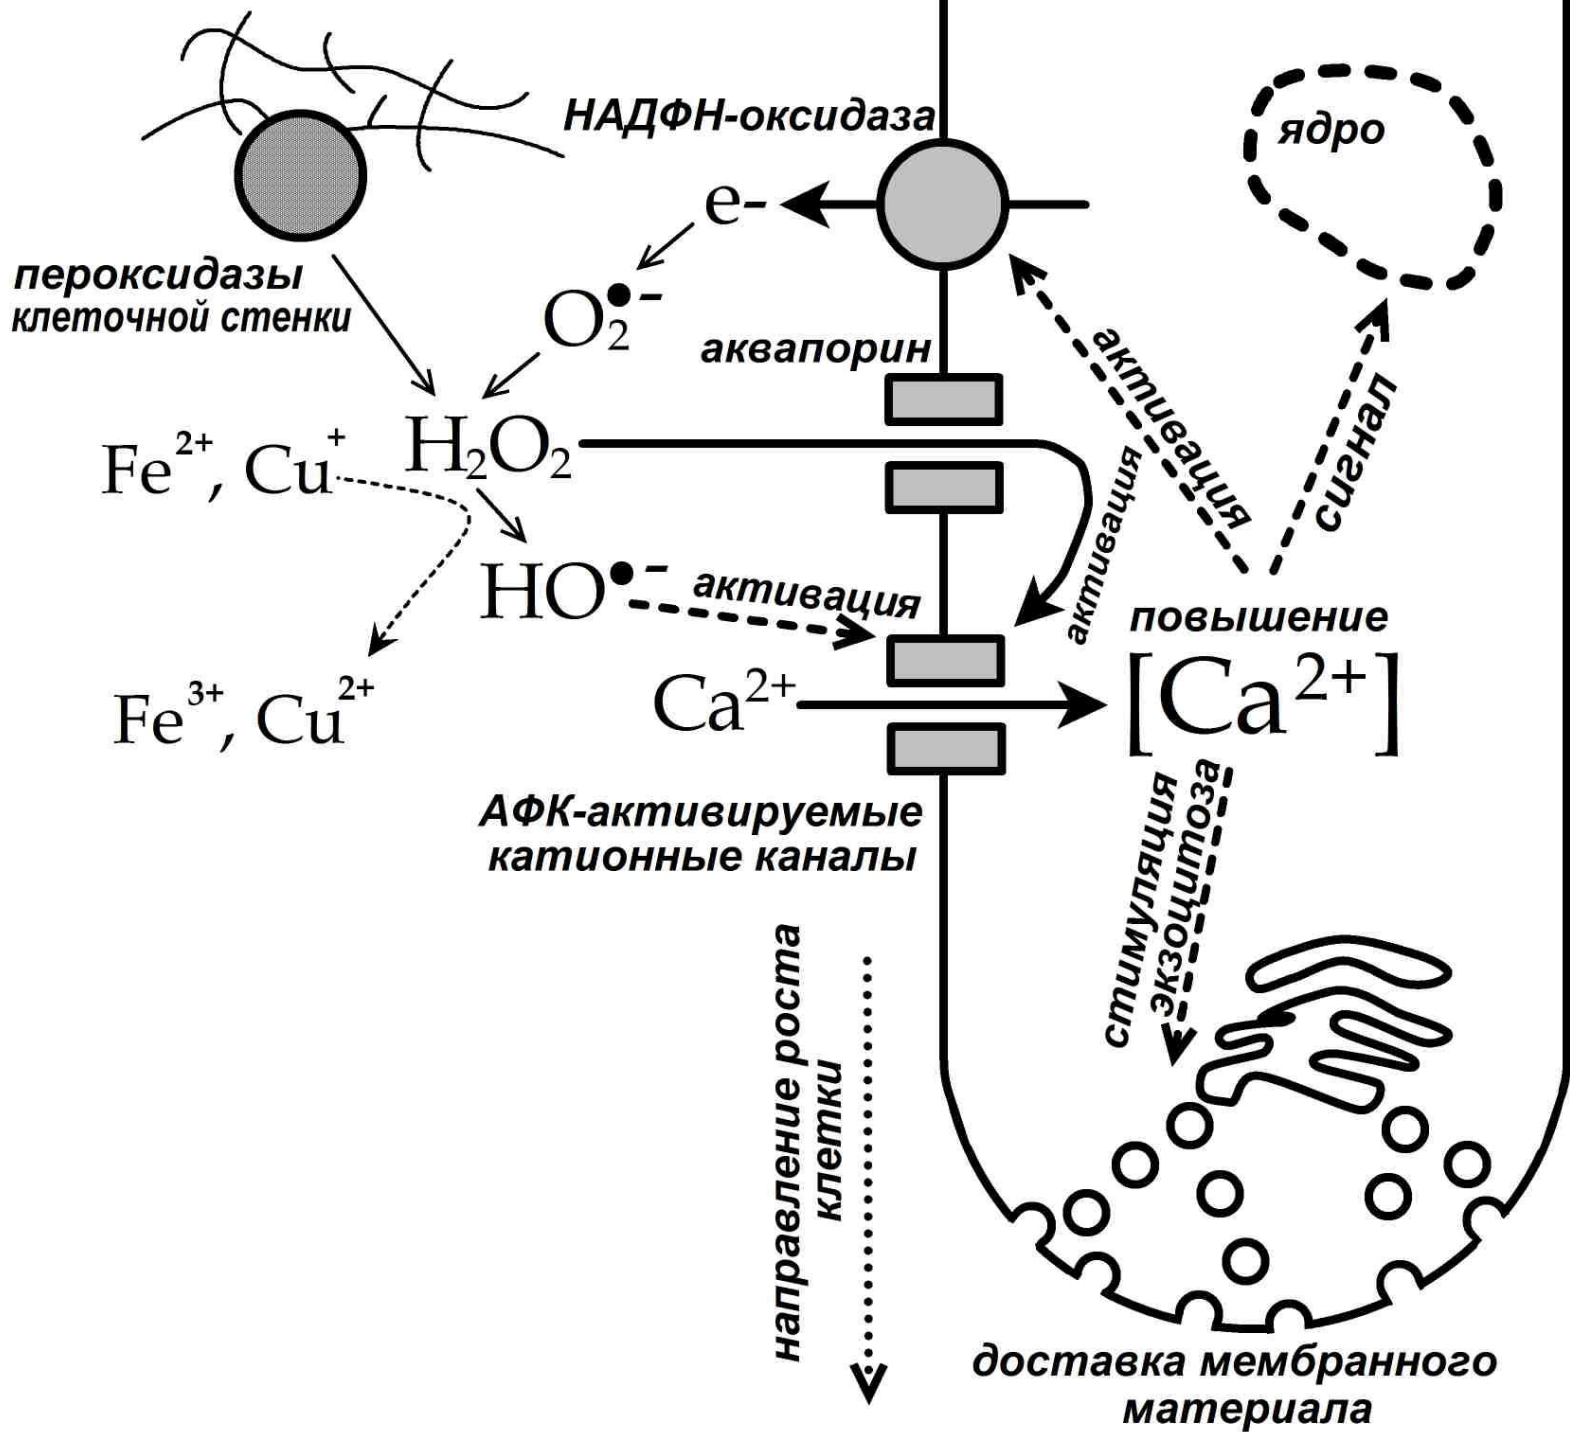 НАДФН-оксидаза
ядро
e-
пероксидазы
клеточной стенки
O₂•-
аквапорин
активация
сигнал
H₂O₂
Fe²⁺, Cu⁺
активация
HO•-
активация
повышение
[Ca²⁺]
Ca²⁺
Fe³⁺, Cu²⁺
АФК-активируемые
катионные каналы
стимуляция
экзоцитоза
направление роста
клетки
доставка мембранного
материала